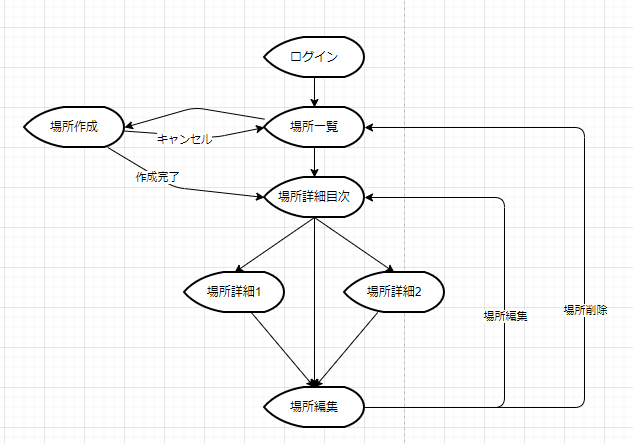 ログイン
場所作成
場所一覧
キャンセル
作成完了
場所詳細目次
場所詳細1
場所詳細2
場所編集
場所削除
場所編集